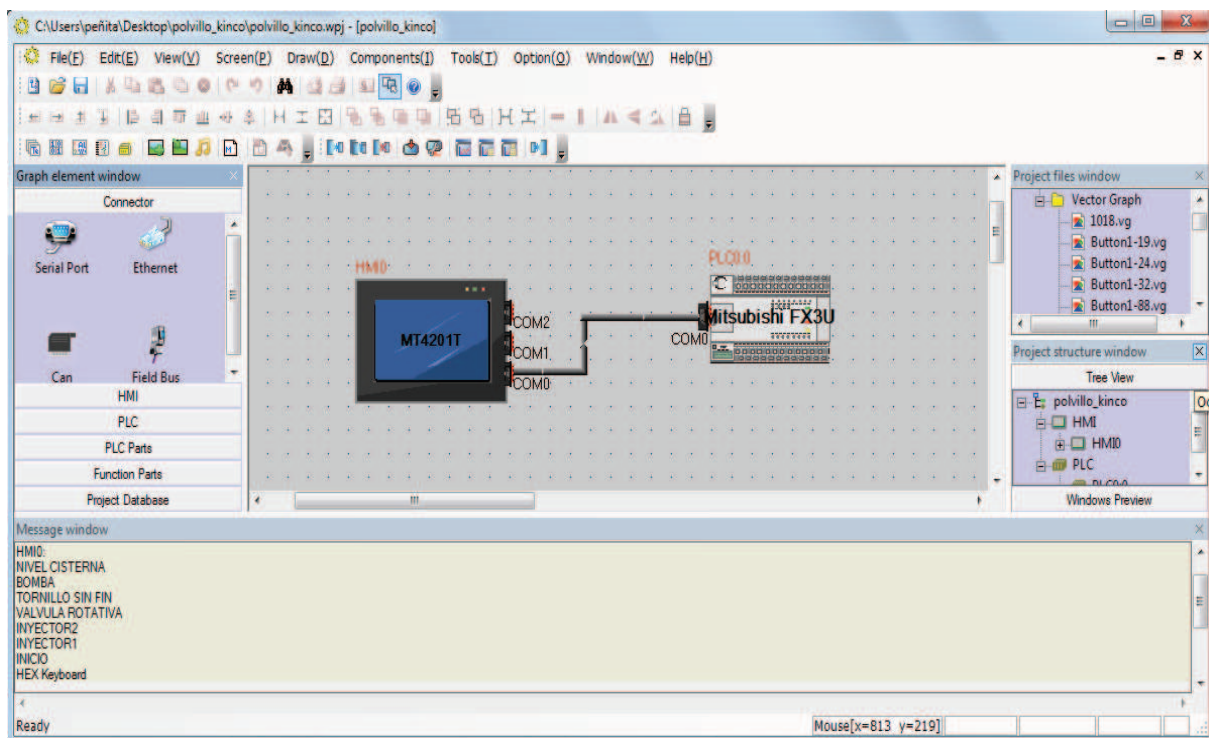 C:\Users\peñita\Desktop\polvillo_kinco\polvillo_kinco.wpj - [polvillo_kinco]
File(F) Edit(E) View(V) Screen(P) Draw(D) Components(I) Tools(T) Option(O) Window(W) Help(H)
Graph element window
Connector
Serial Port Ethernet
Can Field Bus
HMI
PLC
PLC Parts
Function Parts
Project Database
HMI0:
MT4201T
COM2
COM1
COM0
PLC0:0
Mitsubishi FX3U
COM0
Project files window
Vector Graph
1018.vg
Button1-19.vg
Button1-24.vg
Button1-32.vg
Button1-88.vg
Project structure window
Tree View
polvillo_kinco
HMI
HMI0
PLC
PLC0:0
Windows Preview
Message window
HMI0:
NIVEL CISTERNA
BOMBA
TORNILLO SIN FIN
VALVULA ROTATIVA
INYECTOR2
INYECTOR1
INICIO
HEX Keyboard
Ready
Mouse[x=813 y=219]